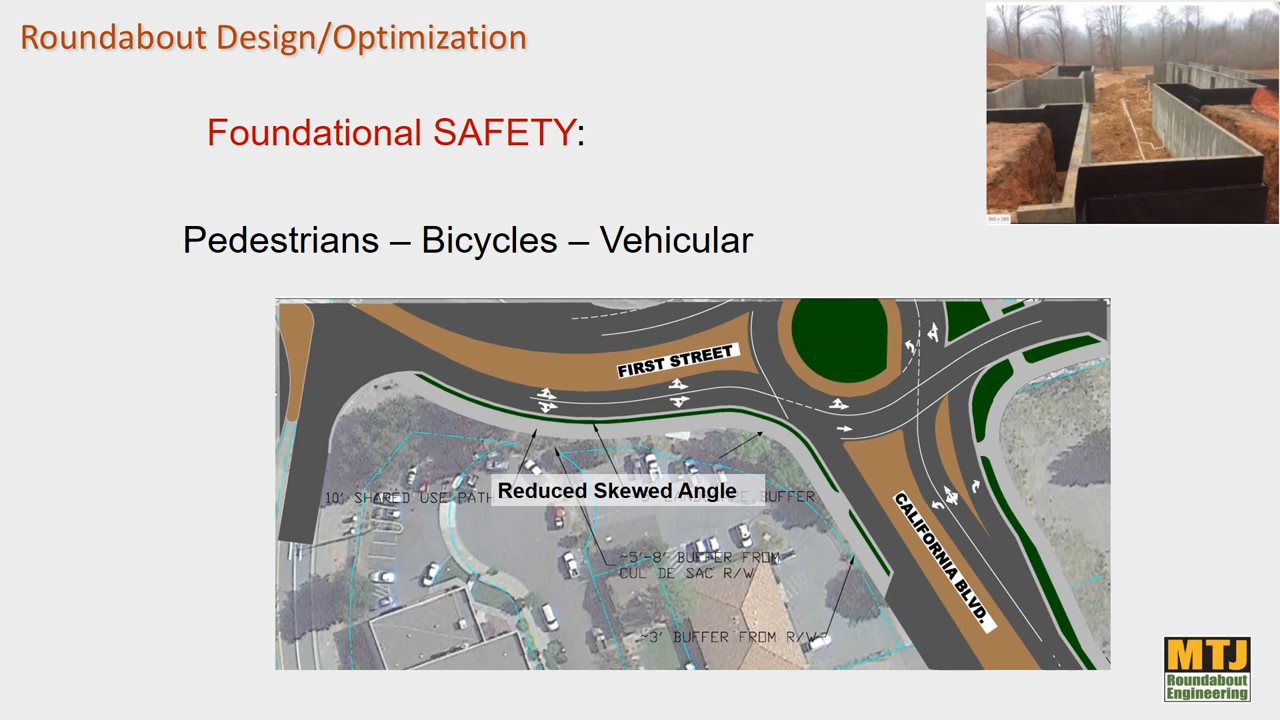 Roundabout Design/Optimization
Foundational SAFETY:
Pedestrians – Bicycles – Vehicular
FIRST STREET
10' SHARED USE PATH
Reduced Skewed Angle
BUFFER
~5'-8' BUFFER FROM
CUL DE SAC R/W
CALIFORNIA BLVD.
~3' BUFFER FROM R/W
MTJ
Roundabout
Engineering